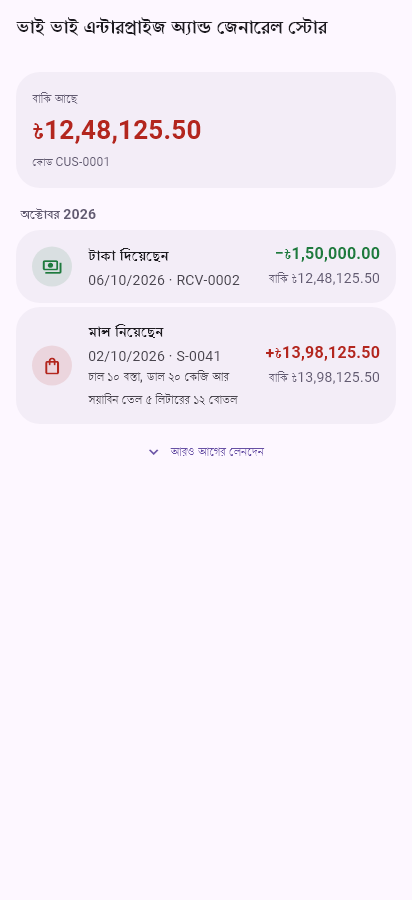 ভাই ভাই এন্টারপ্রাইজ অ্যান্ড জেনারেল স্টোর
বাকি আছে
৳12,48,125.50
কোড CUS-0001
অক্টোবর 2026
টাকা দিয়েছেন
−৳1,50,000.00
06/10/2026 · RCV-0002
বাকি ৳12,48,125.50
মাল নিয়েছেন
02/10/2026 · S-0041
+৳13,98,125.50
চাল ১০ বস্তা, ডাল ২০ কেজি আর
বাকি ৳13,98,125.50
সয়াবিন তেল ৫ লিটারের ১২ বোতল
আরও আগের লেনদেন